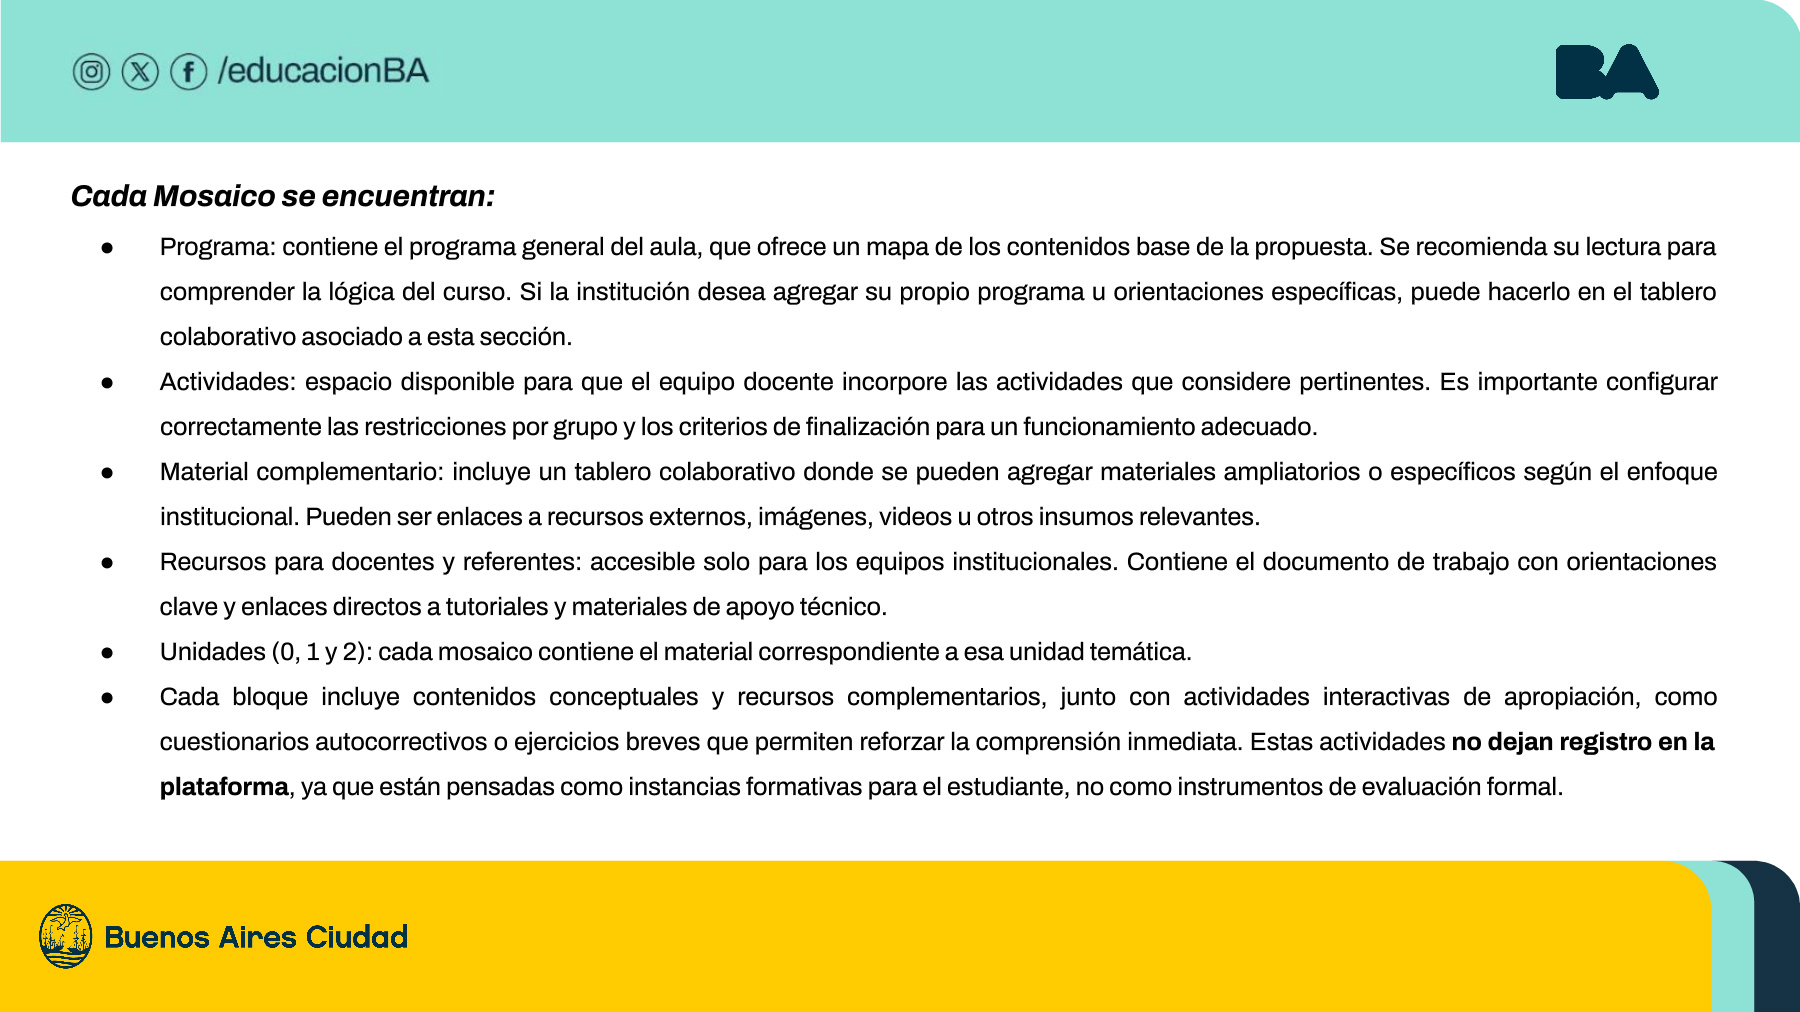 /educacionBA
BA
Cada Mosaico se encuentran:
● Programa: contiene el programa general del aula, que ofrece un mapa de los contenidos base de la propuesta. Se recomienda su lectura para
comprender la lógica del curso. Si la institución desea agregar su propio programa u orientaciones específicas, puede hacerlo en el tablero
colaborativo asociado a esta sección.
● Actividades: espacio disponible para que el equipo docente incorpore las actividades que considere pertinentes. Es importante configurar
correctamente las restricciones por grupo y los criterios de finalización para un funcionamiento adecuado.
● Material complementario: incluye un tablero colaborativo donde se pueden agregar materiales ampliatorios o específicos según el enfoque
institucional. Pueden ser enlaces a recursos externos, imágenes, videos u otros insumos relevantes.
● Recursos para docentes y referentes: accesible solo para los equipos institucionales. Contiene el documento de trabajo con orientaciones
clave y enlaces directos a tutoriales y materiales de apoyo técnico.
● Unidades (0, 1 y 2): cada mosaico contiene el material correspondiente a esa unidad temática.
● Cada bloque incluye contenidos conceptuales y recursos complementarios, junto con actividades interactivas de apropiación, como
cuestionarios autocorrectivos o ejercicios breves que permiten reforzar la comprensión inmediata. Estas actividades no dejan registro en la
plataforma, ya que están pensadas como instancias formativas para el estudiante, no como instrumentos de evaluación formal.
Buenos Aires Ciudad